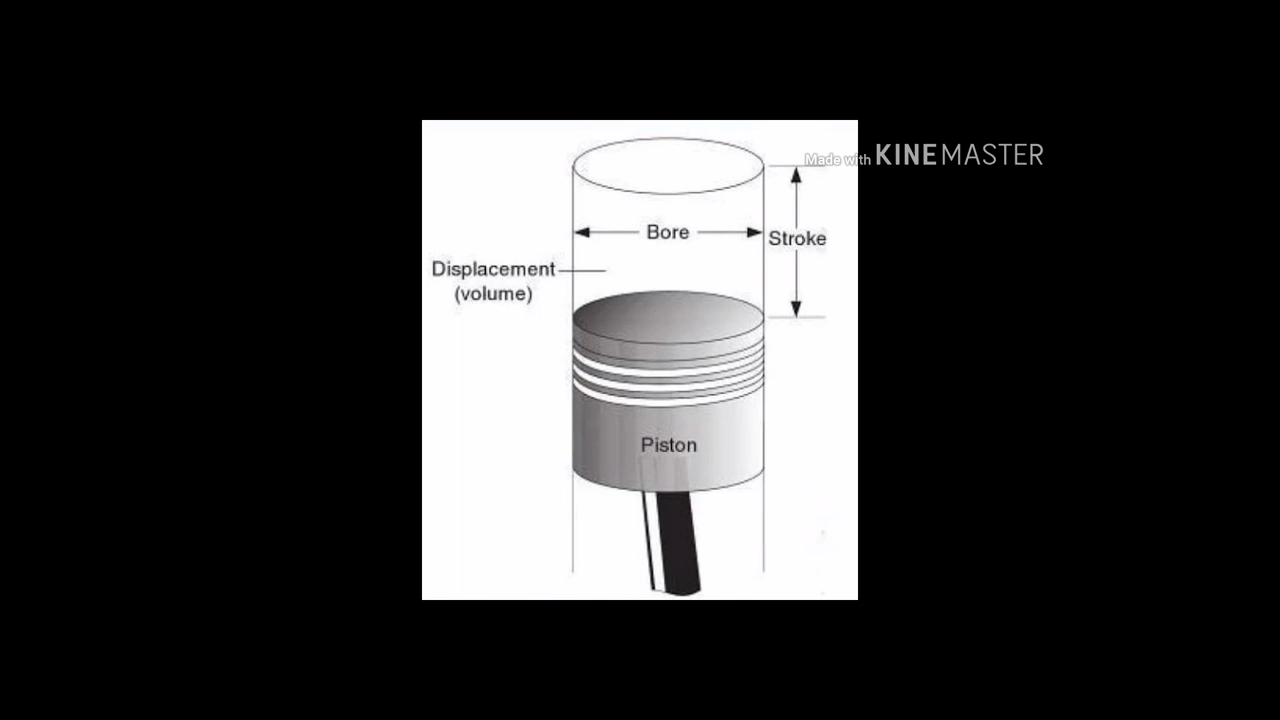 Made with KINEMASTER
Bore
Stroke
Displacement
(volume)
Piston